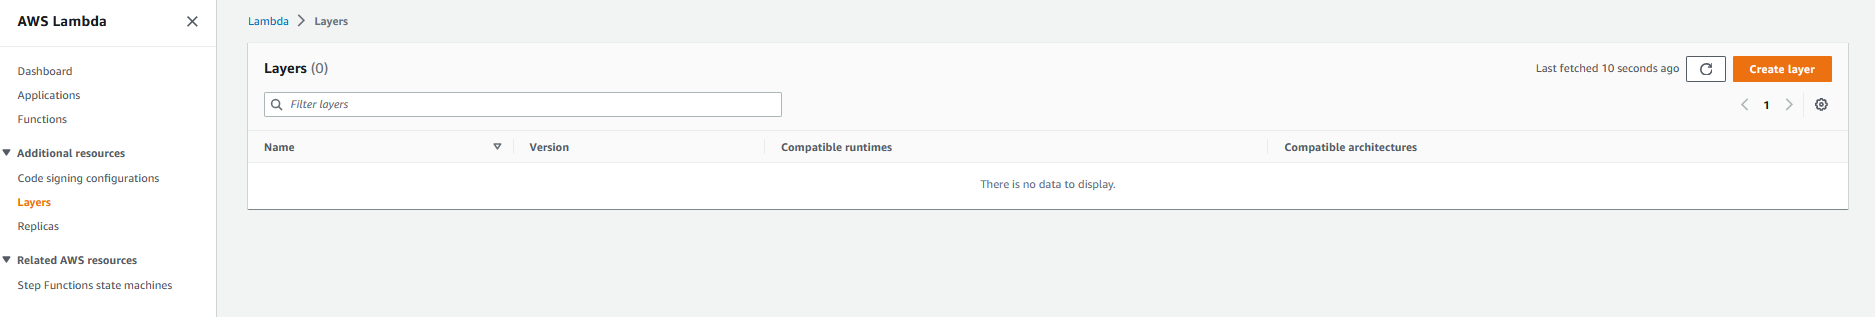 AWS Lambda
Dashboard
Applications
Functions
Additional resources
Code signing configurations
Layers
Replicas
Related AWS resources
Step Functions state machines
Lambda > Layers
Layers (0)
Last fetched 10 seconds ago
Create layer
Filter layers
1
Name Version Compatible runtimes Compatible architectures
There is no data to display.